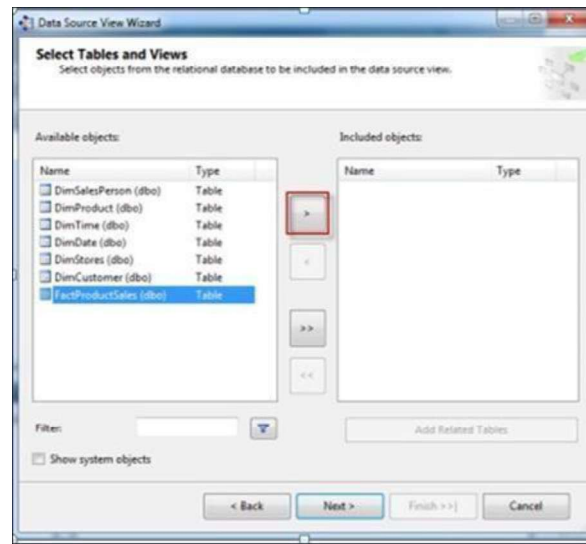 Data Source View Wizard
Select Tables and Views
Select objects from the relational database to be included in the data source view.
Available objects:
Included objects:
Name Type
Name Type
DimSalesPerson (dbo) Table
DimProduct (dbo) Table
DimTime (dbo) Table
DimDate (dbo) Table
DimStores (dbo) Table
DimCustomer (dbo) Table
FactProductSales (dbo) Table
>
<
>>
<<
Filter:
Add Related Tables
Show system objects
< Back Next > Finish >>| Cancel